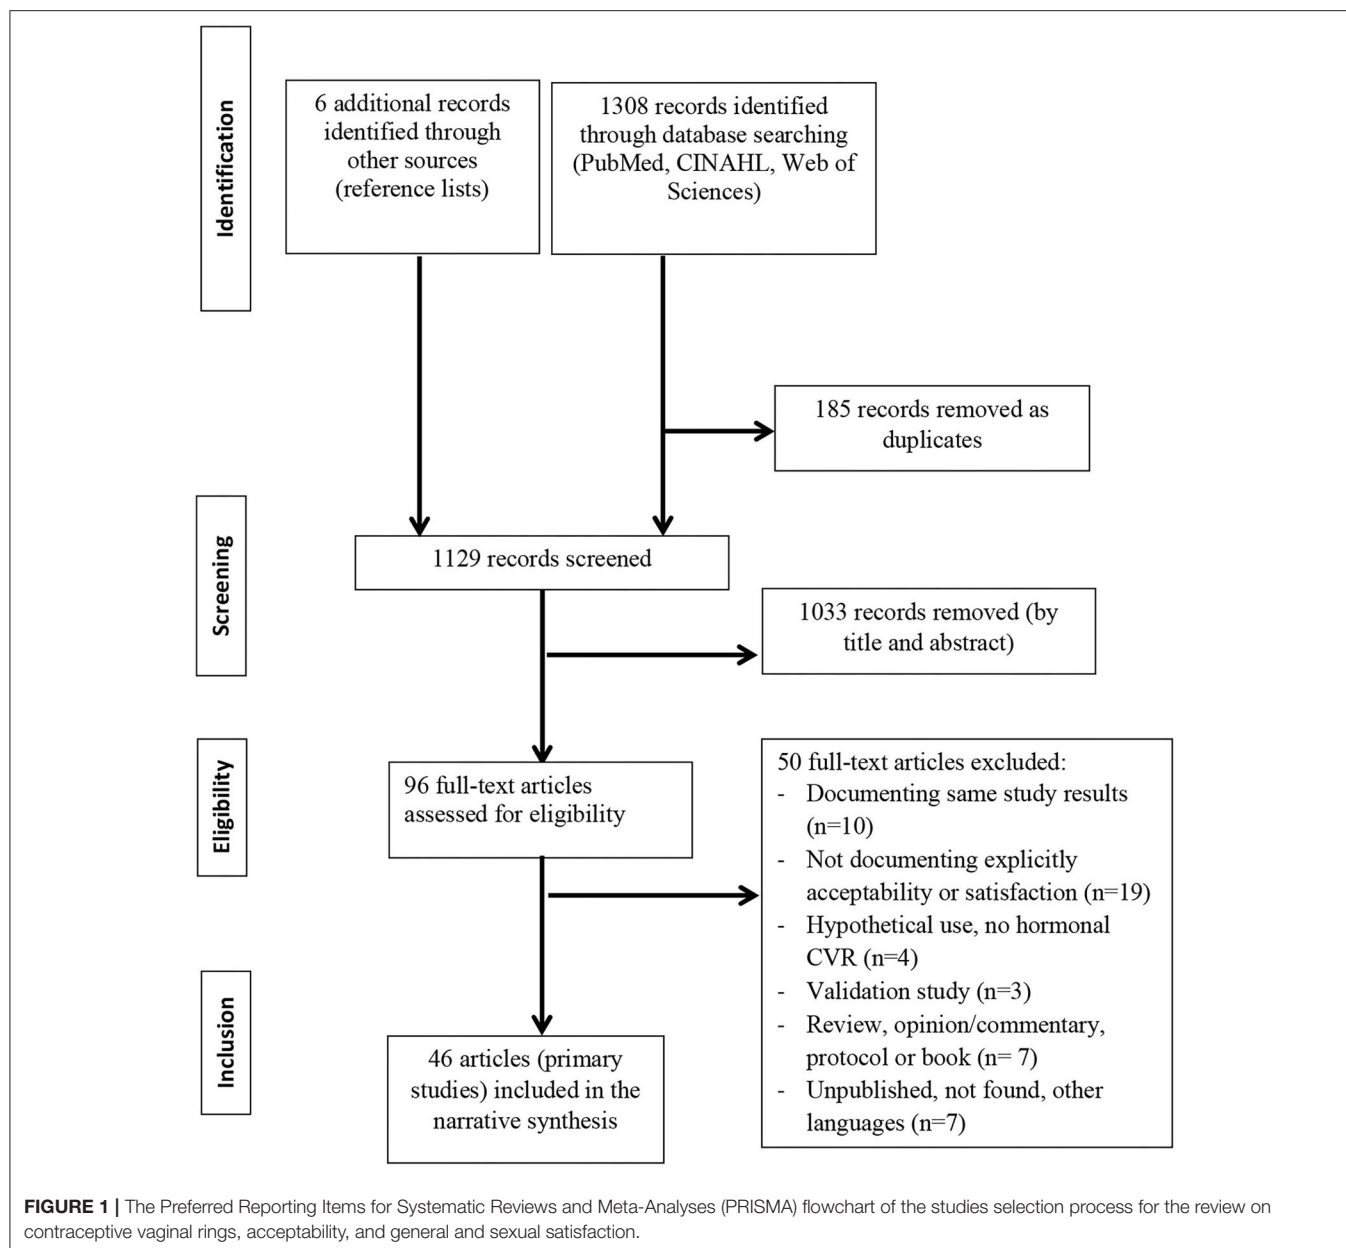 Identification
6 additional records
identified through
other sources
(reference lists)
1308 records identified
through database searching
(PubMed, CINAHL, Web of
Sciences)
185 records removed as
duplicates
Screening
1129 records screened
1033 records removed (by
title and abstract)
Eligibility
96 full-text articles
assessed for eligibility
50 full-text articles excluded:
- Documenting same study results
(n=10)
- Not documenting explicitly
acceptability or satisfaction (n=19)
- Hypothetical use, no hormonal
CVR (n=4)
- Validation study (n=3)
- Review, opinion/commentary,
protocol or book (n= 7)
- Unpublished, not found, other
languages (n=7)
Inclusion
46 articles (primary
studies) included in the
narrative synthesis
FIGURE 1 | The Preferred Reporting Items for Systematic Reviews and Meta-Analyses (PRISMA) flowchart of the studies selection process for the review on
contraceptive vaginal rings, acceptability, and general and sexual satisfaction.